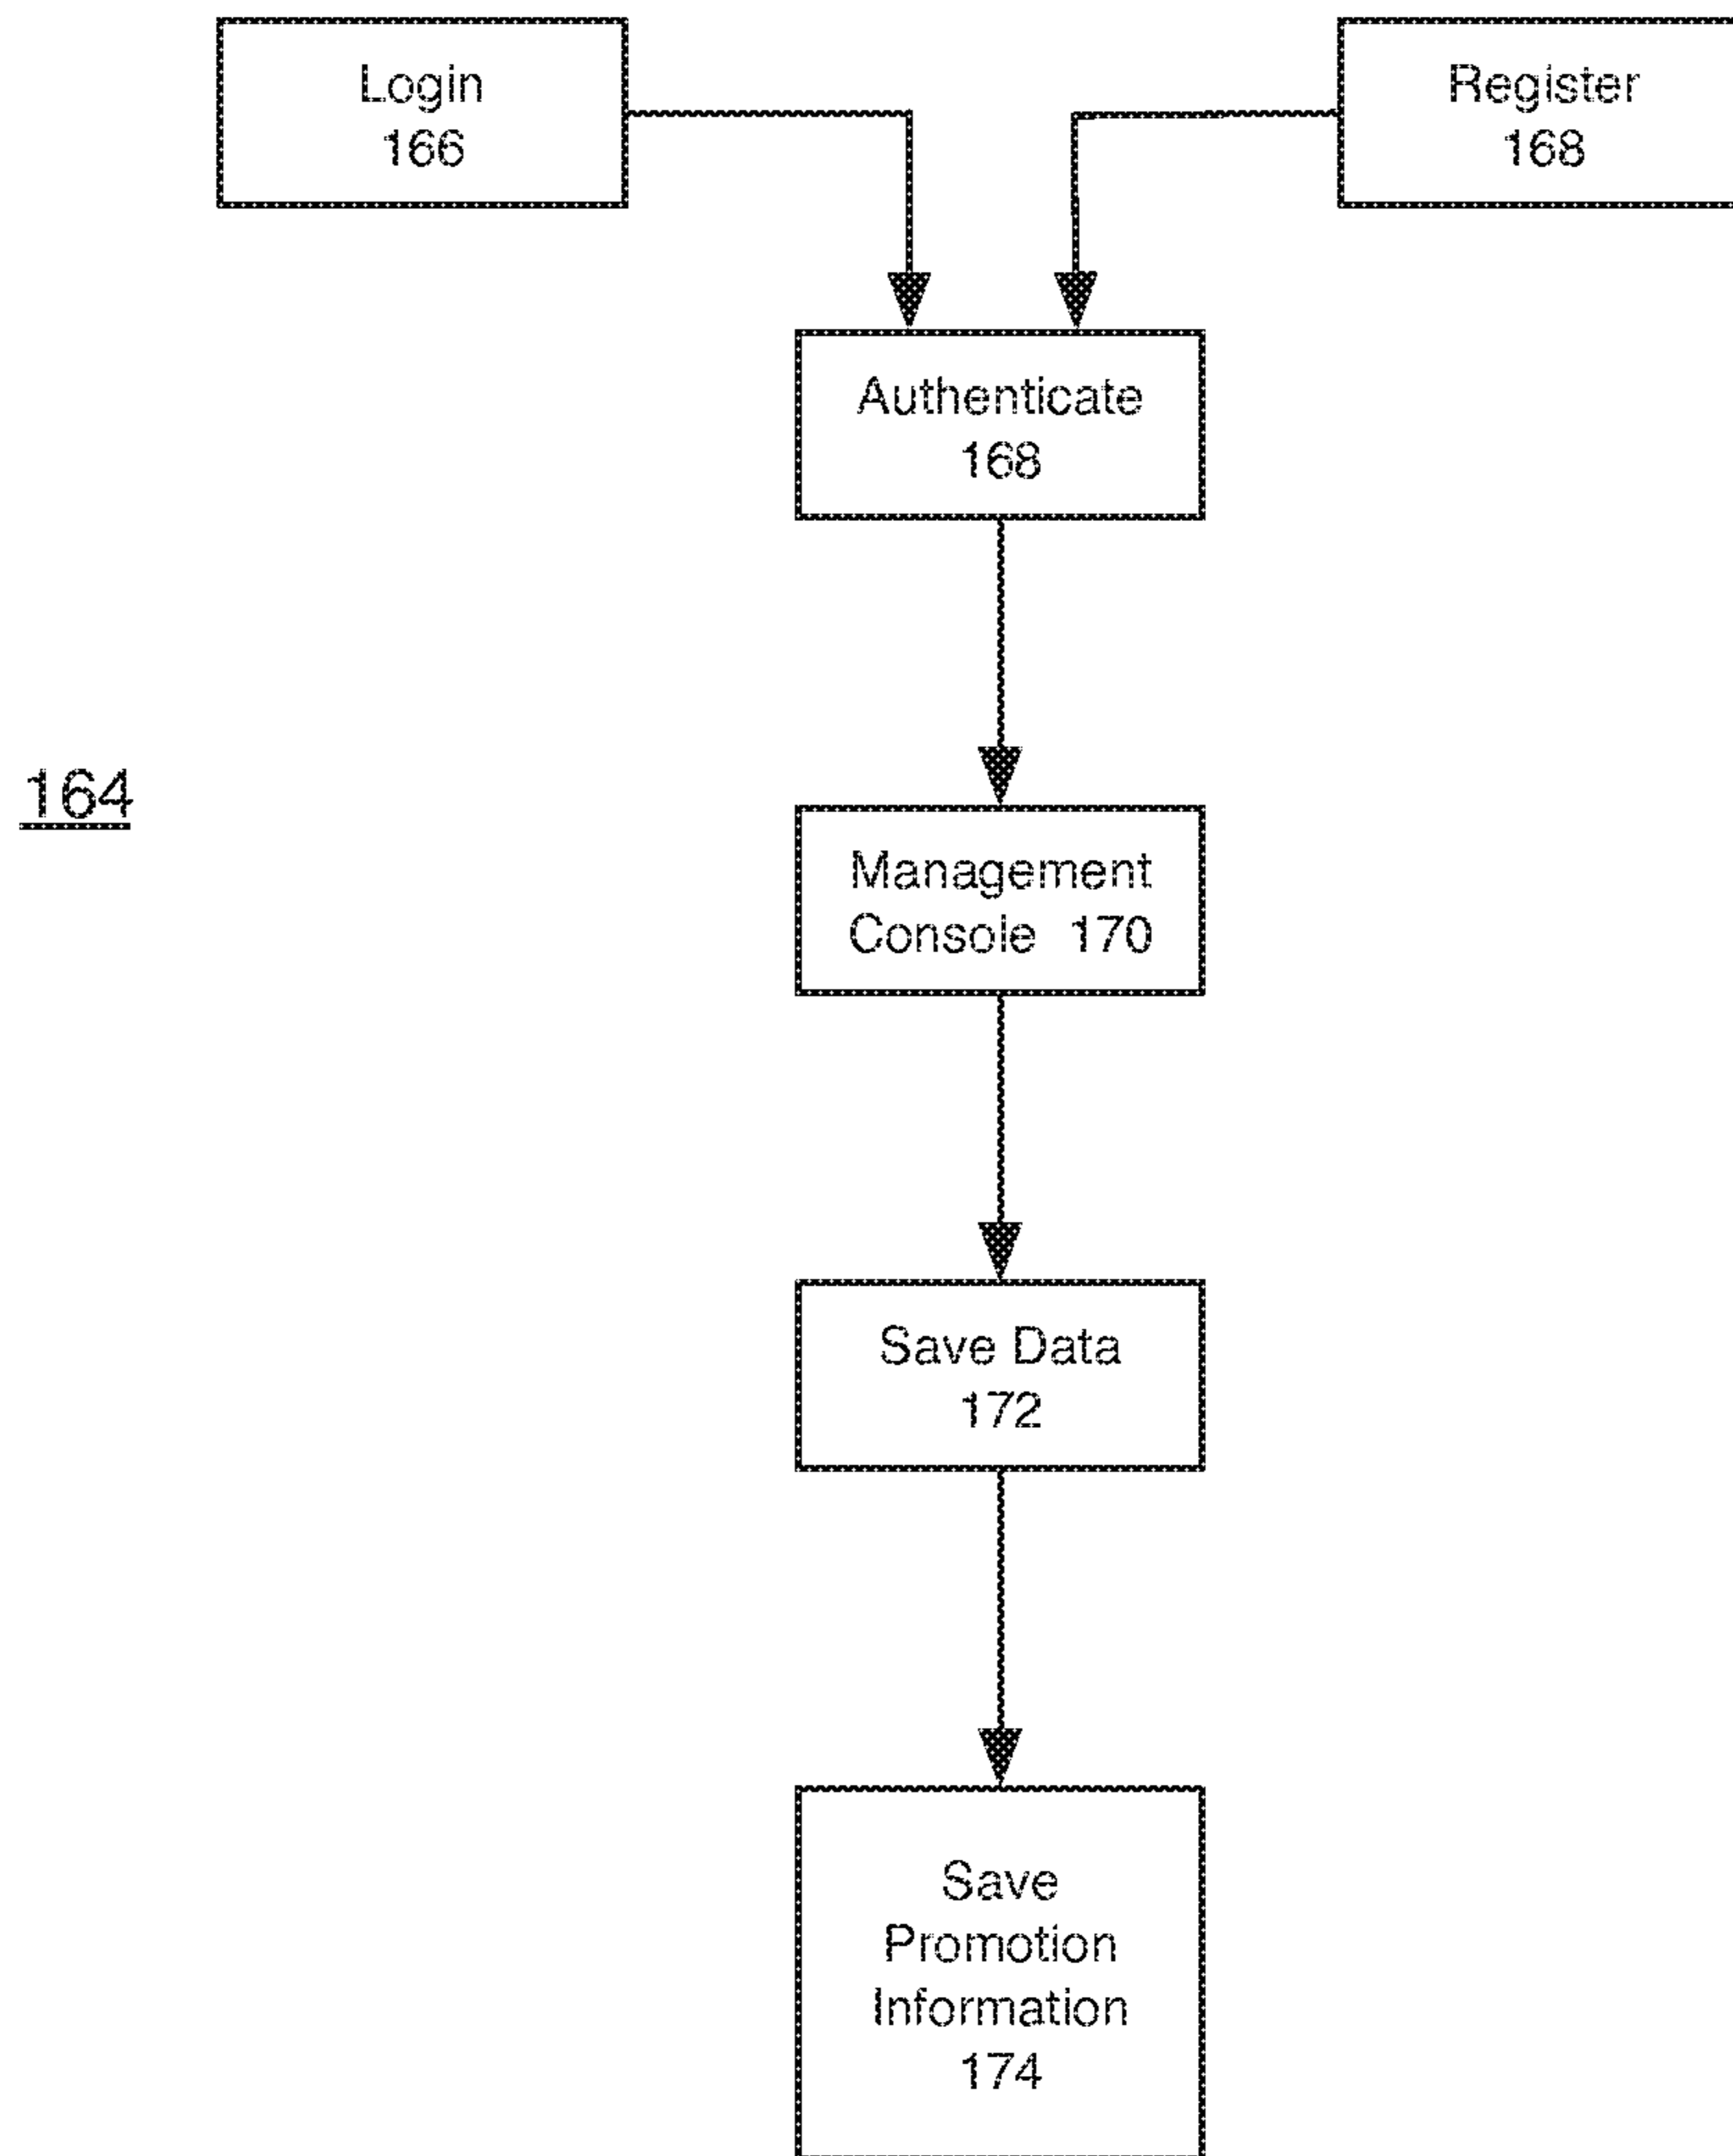 Login
166
Register
168
Authenticate
168
164
Management
Console 170
Save Data
172
Save
Promotion
Information
174